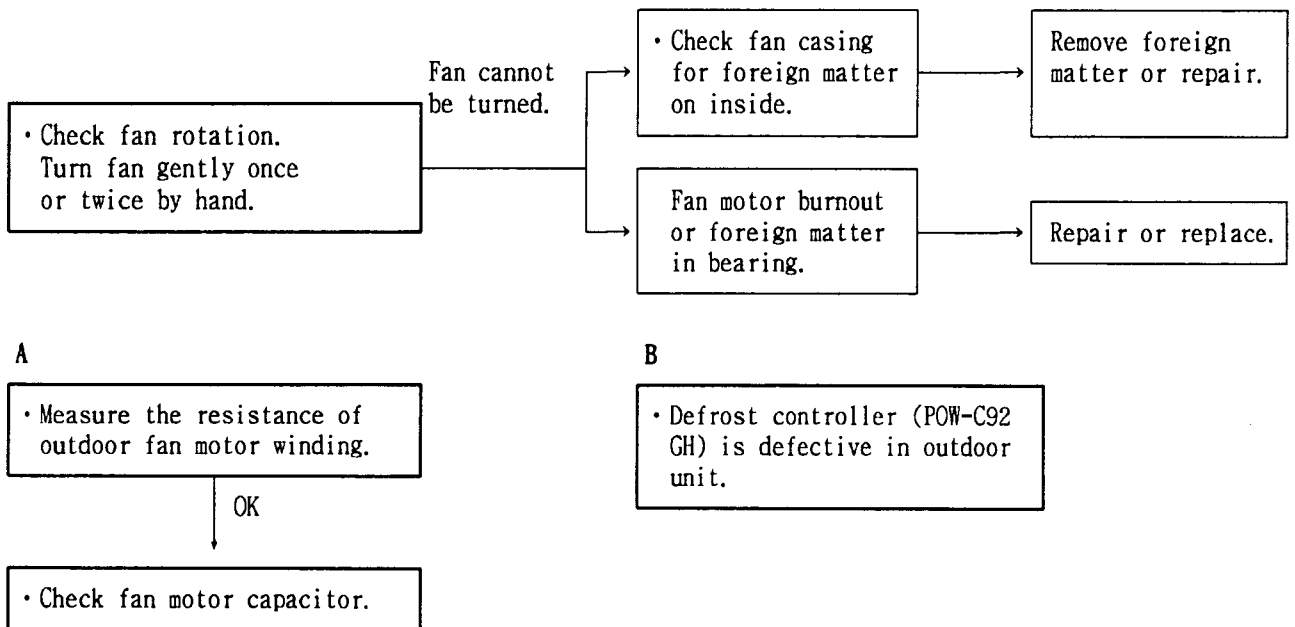 · Check fan rotation.
Turn fan gently once
or twice by hand.
Fan cannot
be turned.
· Check fan casing
for foreign matter
on inside.
Remove foreign
matter or repair.
Fan motor burnout
or foreign matter
in bearing.
Repair or replace.
A
· Measure the resistance of
outdoor fan motor winding.
OK
· Check fan motor capacitor.
B
· Defrost controller (POW-C92
GH) is defective in outdoor
unit.